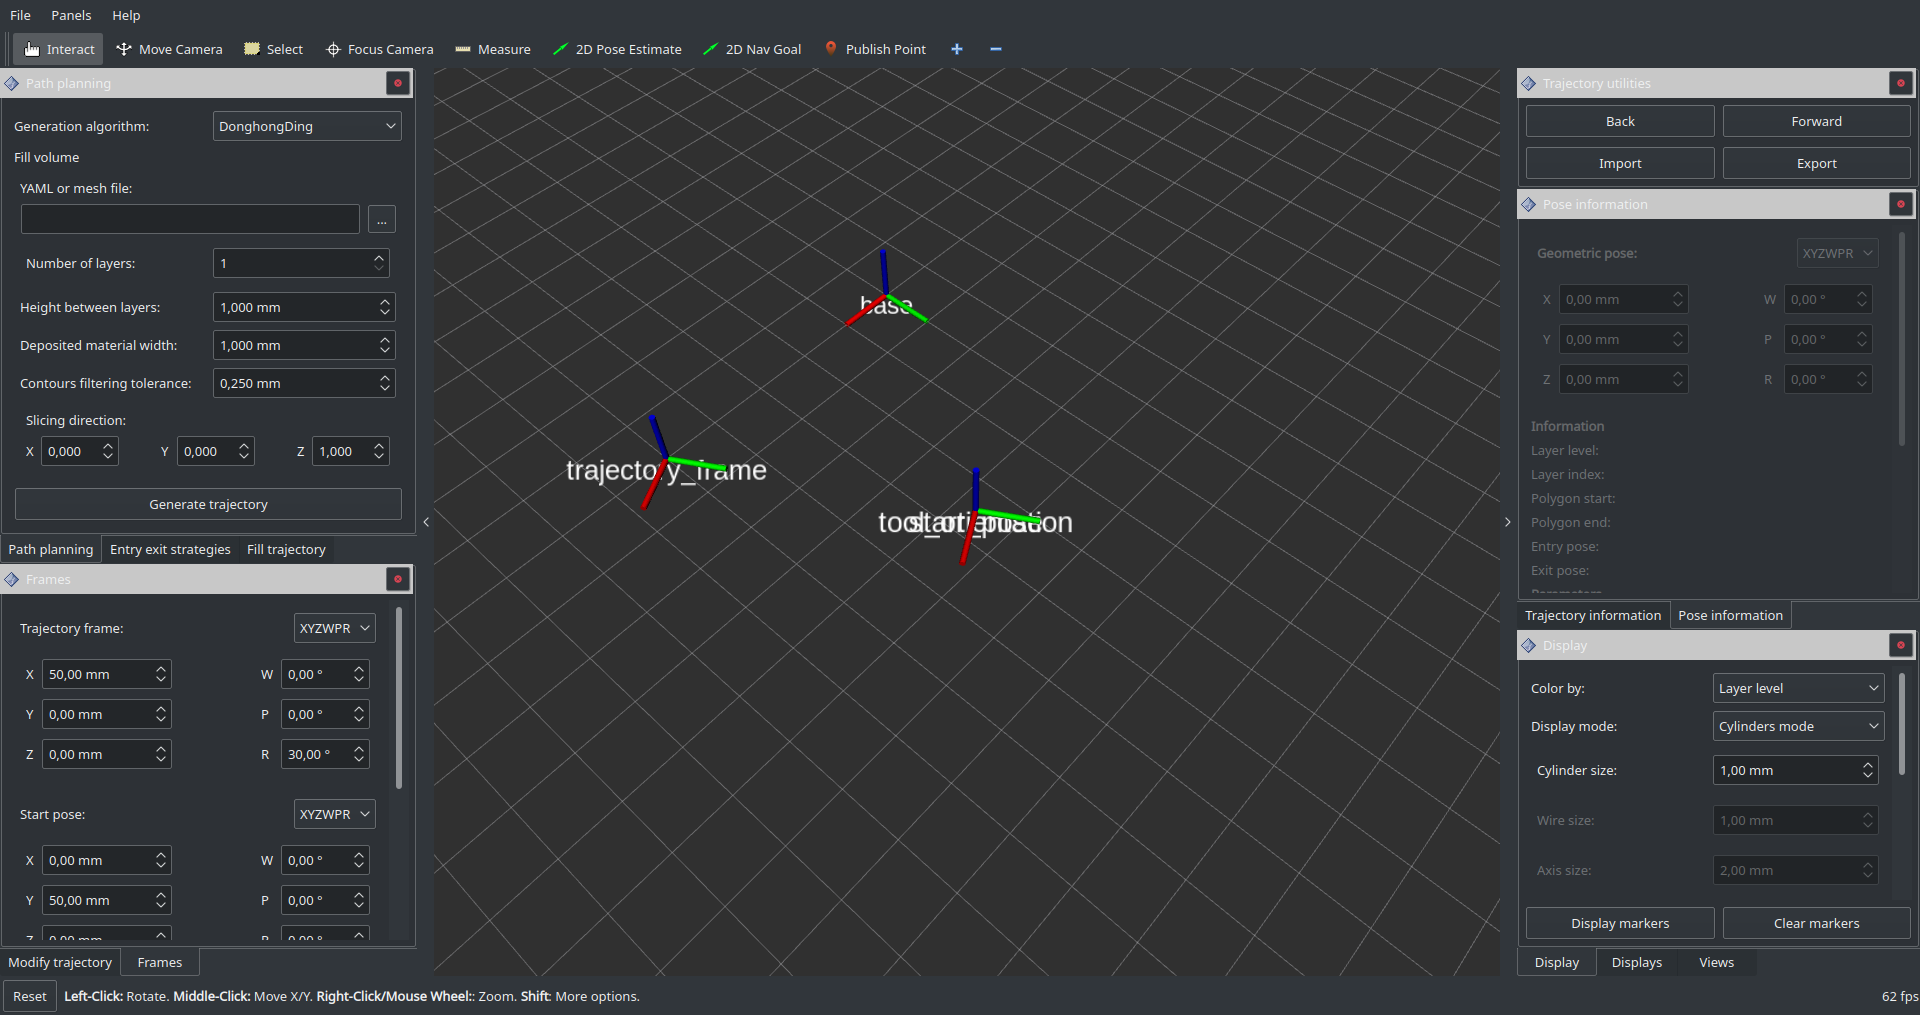 File Panels Help
Interact Move Camera Select Focus Camera Measure 2D Pose Estimate 2D Nav Goal Publish Point
Path planning
Generation algorithm: DonghongDing
Fill volume
YAML or mesh file:
...
Number of layers: 1
Height between layers: 1,000 mm
Deposited material width: 1,000 mm
Contours filtering tolerance: 0,250 mm
Slicing direction:
X 0,000 Y 0,000 Z 1,000
Generate trajectory
Path planning Entry exit strategies Fill trajectory
Frames
Trajectory frame: XYZWPR
X 50,00 mm W 0,00 °
Y 0,00 mm P 0,00 °
Z 0,00 mm R 30,00 °
Start pose: XYZWPR
X 0,00 mm W 0,00 °
Y 50,00 mm P 0,00 °
Z 0,00 mm R 0,00 °
Modify trajectory Frames
base
trajectory_frame
Trajectory utilities
Back Forward
Import Export
Pose information
Geometric pose: XYZWPR
X 0,00 mm W 0,00 °
Y 0,00 mm P 0,00 °
Z 0,00 mm R 0,00 °
Information
Layer level:
Layer index:
Polygon start:
Polygon end:
Entry pose:
Exit pose:
Trajectory information Pose information
Display
Color by: Layer level
Display mode: Cylinders mode
Cylinder size: 1,00 mm
Wire size: 1,00 mm
Axis size: 2,00 mm
Display markers Clear markers
Display Displays Views
Reset Left-Click: Rotate. Middle-Click: Move X/Y. Right-Click/Mouse Wheel:: Zoom. Shift: More options. 62 fps